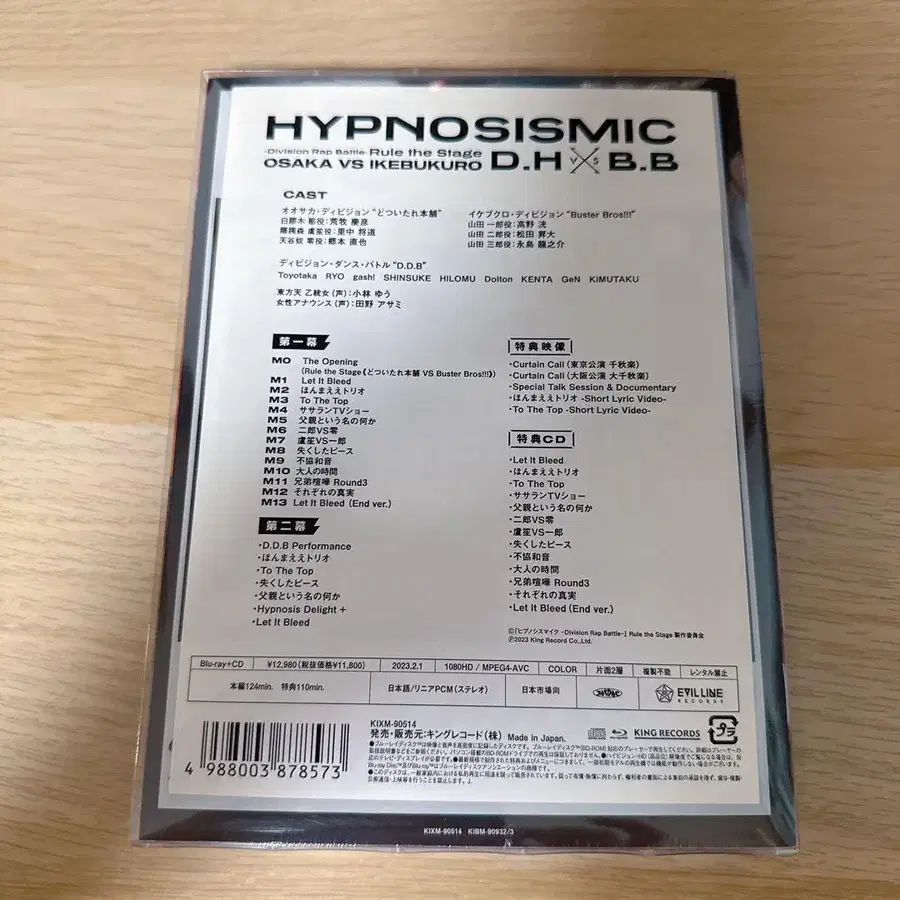 HYPNOSISMIC
-Division Rap Battle- Rule the Stage
OSAKA VS IKEBUKURO D.H VS B.B
CAST
オオサカ・ディビジョン“どついたれ本舗”
白膠木 簓役：荒牧 慶彦
躑躅森 盧笙役：里中 将道
天谷奴 零役：郷本 直也
イケブクロ・ディビジョン“Buster Bros!!!”
山田 一郎役：高野 洸
山田 二郎役：松田 昇大
山田 三郎役：永島 龍之介
ディビジョン・ダンス・バトル“D.D.B”
Toyotaka RYO gash! SHINSUKE HILOMU Dolton KENTA GeN KIMUTAKU
東方天 乙統女（声）：小林 ゆう
女性アナウンス（声）：田野 アサミ
第一幕
M0 The Opening
（Rule the Stage《どついたれ本舗 VS Buster Bros!!!》）
M1 Let It Bleed
M2 ほんまええトリオ
M3 To The Top
M4 ササランTVショー
M5 父親という名の何か
M6 二郎VS零
M7 盧笙VS一郎
M8 失くしたピース
M9 不協和音
M10 大人の時間
M11 兄弟喧嘩 Round3
M12 それぞれの真実
M13 Let It Bleed (End ver.)
第二幕
・D.D.B Performance
・ほんまええトリオ
・To The Top
・失くしたピース
・父親という名の何か
・Hypnosis Delight +
・Let It Bleed
特典映像
・Curtain Call（東京公演 千秋楽）
・Curtain Call（大阪公演 大千秋楽）
・Special Talk Session & Documentary
・ほんまええトリオ -Short Lyric Video-
・To The Top -Short Lyric Video-
特典CD
・Let It Bleed
・ほんまええトリオ
・To The Top
・ササランTVショー
・父親という名の何か
・二郎VS零
・盧笙VS一郎
・失くしたピース
・不協和音
・大人の時間
・兄弟喧嘩 Round3
・それぞれの真実
・Let It Bleed (End ver.)
©『ヒプノシスマイク -Division Rap Battle-』Rule the Stage 製作委員会
Ⓟ2023 King Record Co.,Ltd.
Blu-ray+CD ¥12,980（税抜価格¥11,800） 2023.2.1 1080HD / MPEG4-AVC COLOR 片面2層 複製不能 レンタル禁止
本編124min. 特典110min. 日本語/リニアPCM（ステレオ） 日本市場向 EVIL LINE RECORDS
KIXM-90514
発売・販売元：キングレコード（株） Made in Japan. KING RECORDS プラ
4 988003 878573
KIXM-90514 KIBM-90932/3